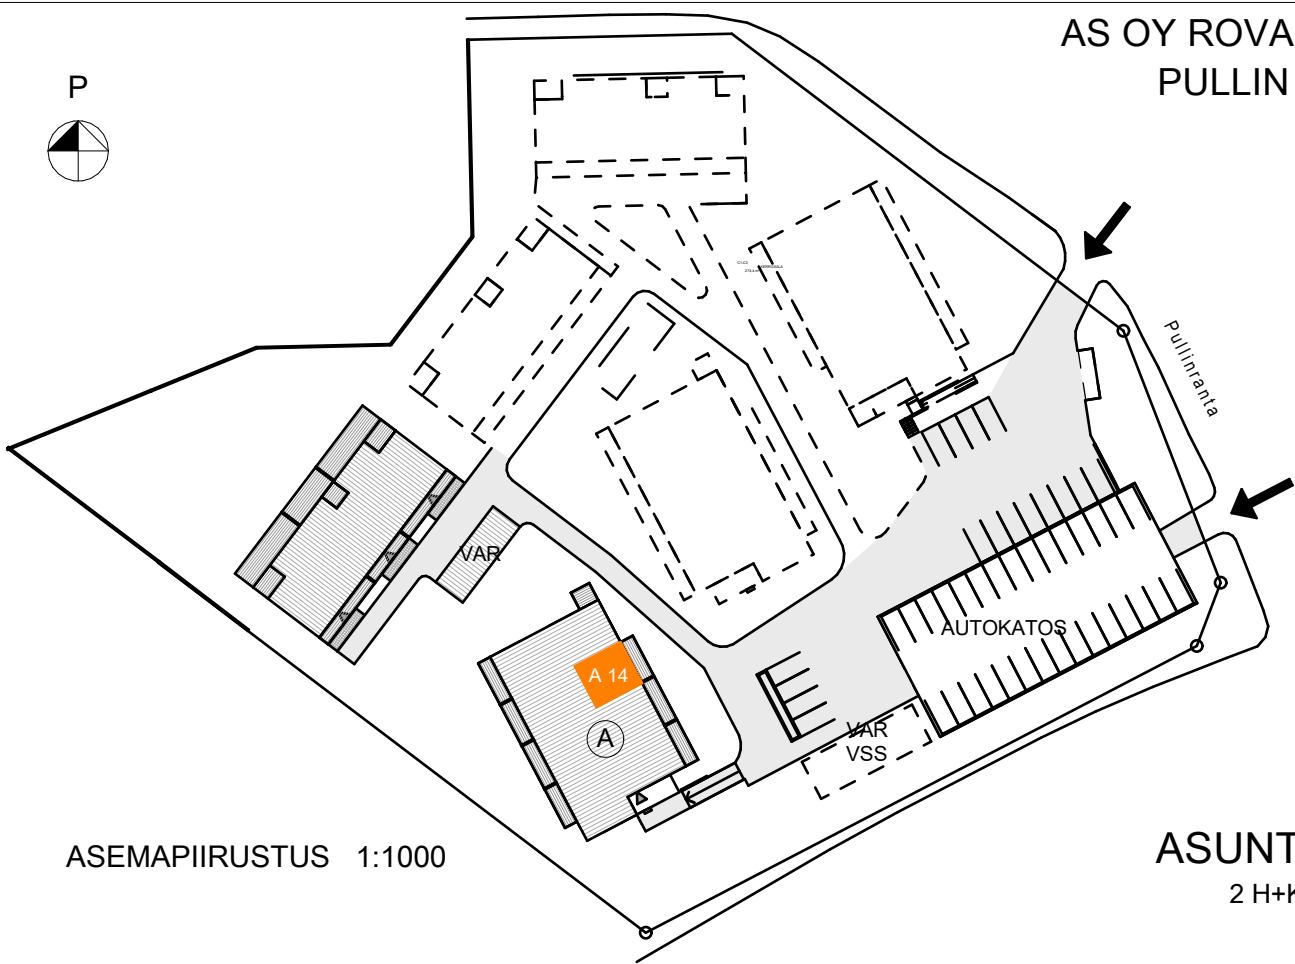 AS OY ROVA
PULLIN
P
Pullinranta
VAR
AUTOKATOS
A 14
A
VAR
VSS
ASEMAPIIRUSTUS 1:1000
ASUNT
2 H+K